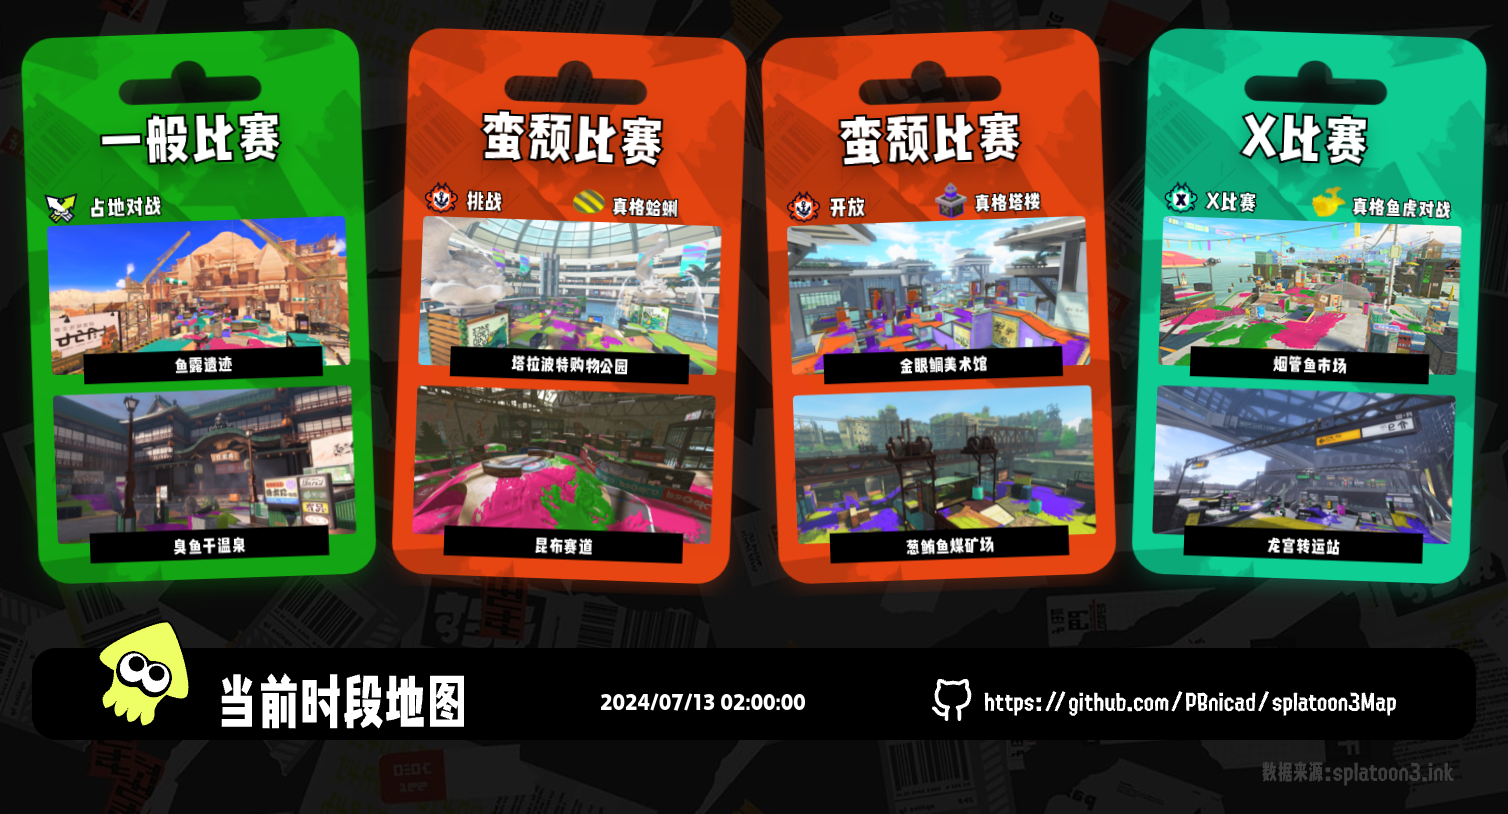 一般比赛
占地对战
鱼露遗迹
臭鱼干温泉
蛮颓比赛
挑战
真格蛤蜊
塔拉波特购物公园
昆布赛道
蛮颓比赛
开放
真格塔楼
金眼鲷美术馆
葱鲔鱼煤矿场
X比赛
X比赛
真格鱼虎对战
烟管鱼市场
龙宫转运站
当前时段地图
2024/07/13 02:00:00
https://github.com/PBnicad/splatoon3Map
数据来源:splatoon3.ink